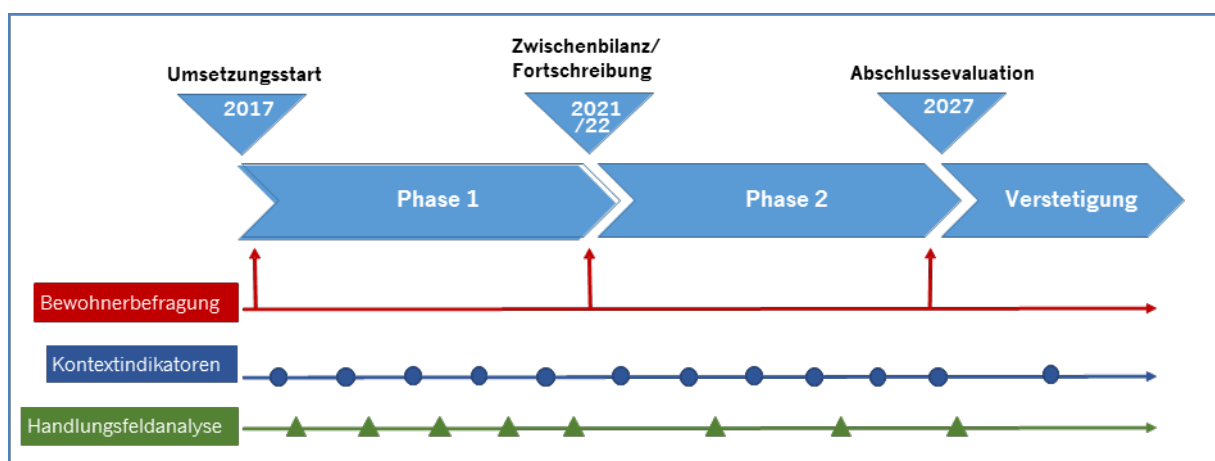 Umsetzungsstart
2017
Zwischenbilanz/
Fortschreibung
2021
/22
Abschlussevaluation
2027
Phase 1
Phase 2
Verstetigung
Bewohnerbefragung
Kontextindikatoren
Handlungsfeldanalyse